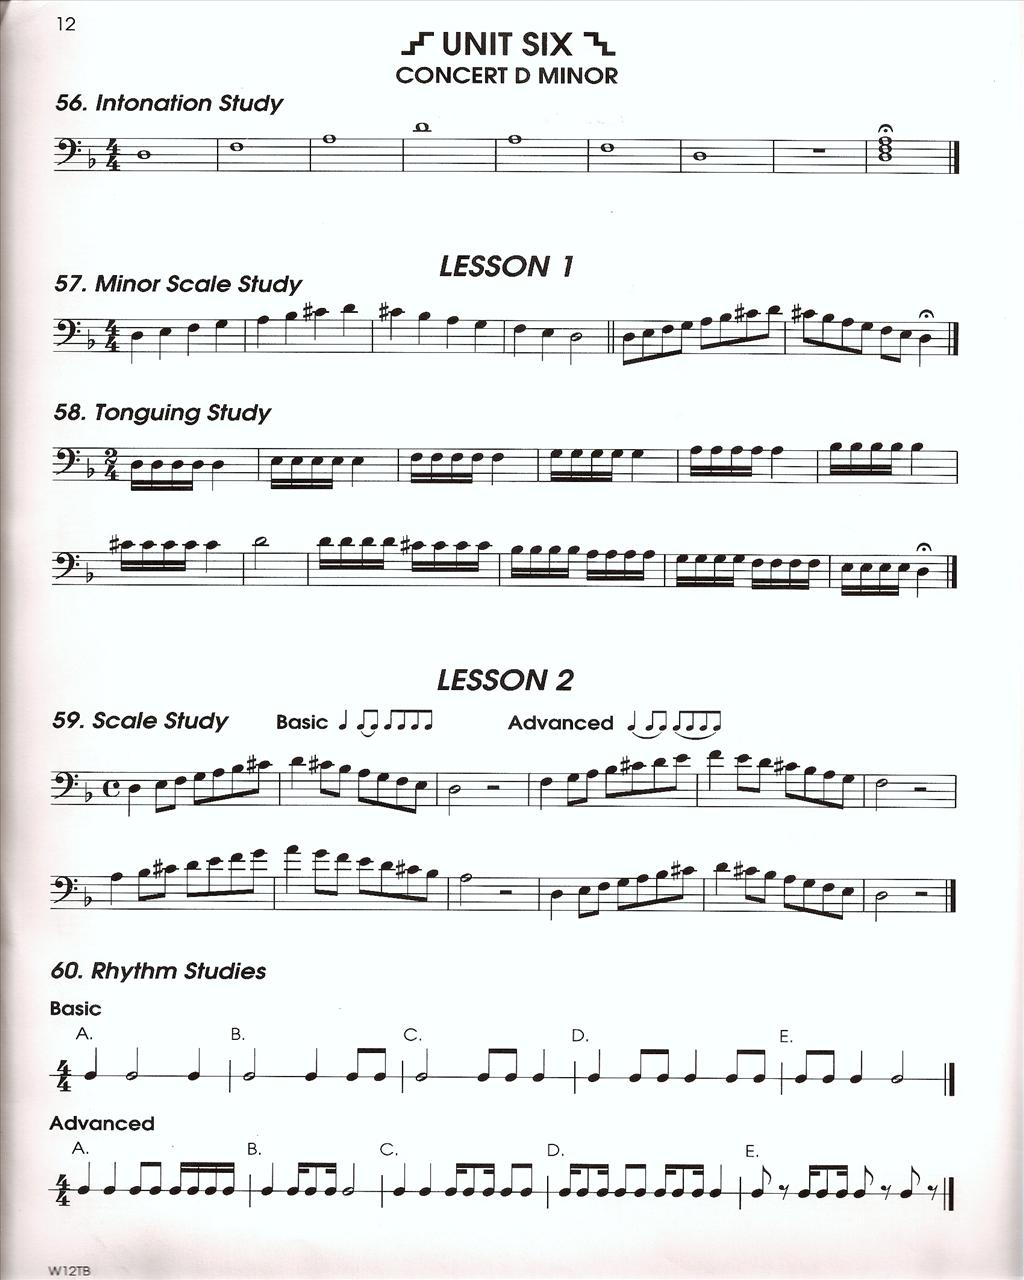 12
UNIT SIX
CONCERT D MINOR
56. Intonation Study
LESSON 1
57. Minor Scale Study
58. Tonguing Study
LESSON 2
59. Scale Study Basic Advanced
60. Rhythm Studies
Basic
A. B. C. D. E.
Advanced
A. B. C. D. E.
W12TB